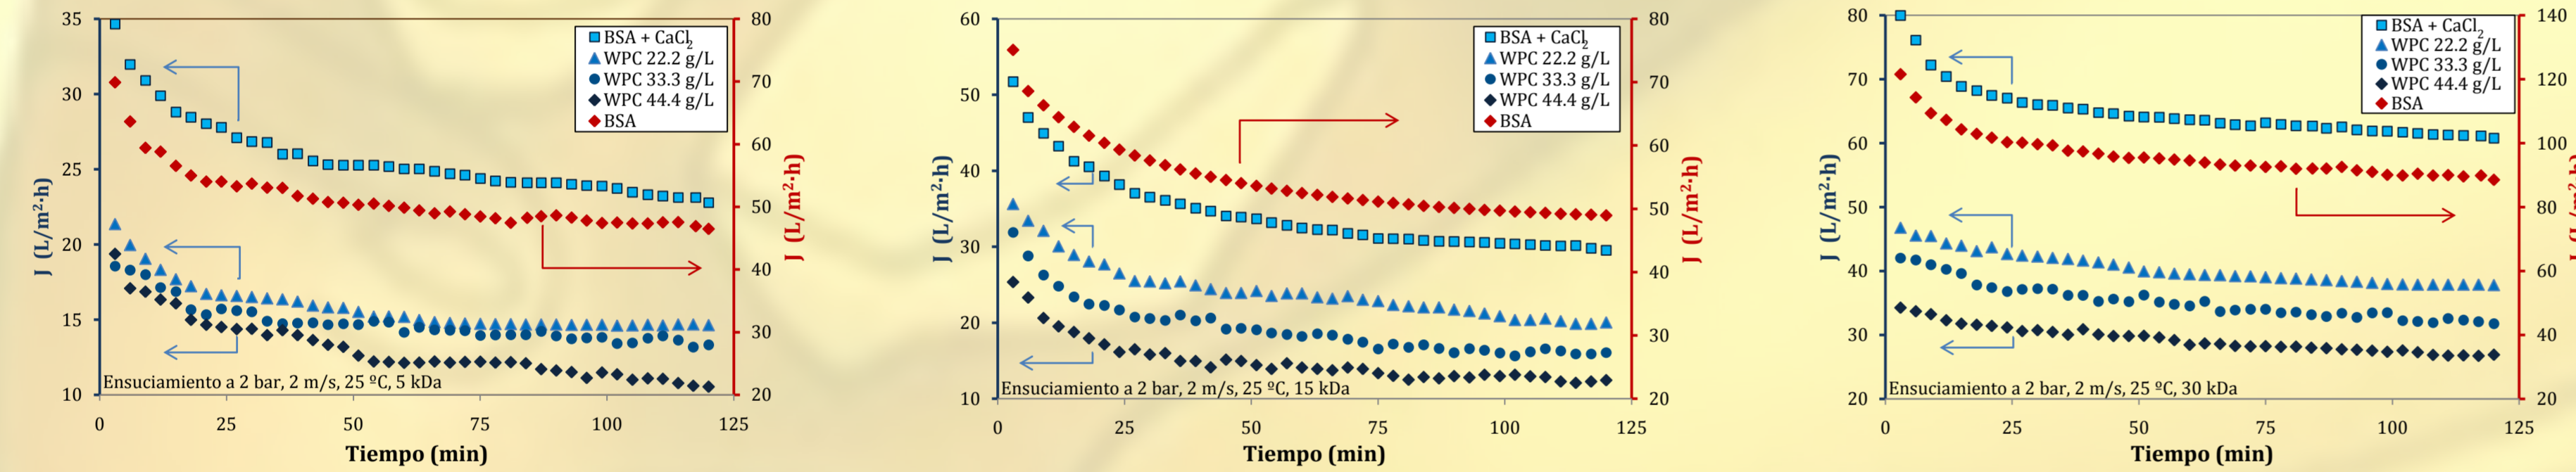 35
30
25
20
15
10
J (L/m²·h)
80
70
60
50
40
30
20
J (L/m²·h)
BSA + CaCl₂
WPC 22.2 g/L
WPC 33.3 g/L
WPC 44.4 g/L
BSA
Ensuciamiento a 2 bar, 2 m/s, 25 ºC, 5 kDa
0 25 50 75 100 125
Tiempo (min)
60
50
40
30
20
10
J (L/m²·h)
80
70
60
50
40
30
20
J (L/m²·h)
BSA + CaCl₂
WPC 22.2 g/L
WPC 33.3 g/L
WPC 44.4 g/L
BSA
Ensuciamiento a 2 bar, 2 m/s, 25 ºC, 15 kDa
0 25 50 75 100 125
Tiempo (min)
80
70
60
50
40
30
20
J (L/m²·h)
140
120
100
80
60
40
20
BSA + CaCl₂
WPC 22.2 g/L
WPC 33.3 g/L
WPC 44.4 g/L
BSA
Ensuciamiento a 2 bar, 2 m/s, 25 ºC, 30 kDa
0 25 50 75 100 125
Tiempo (min)